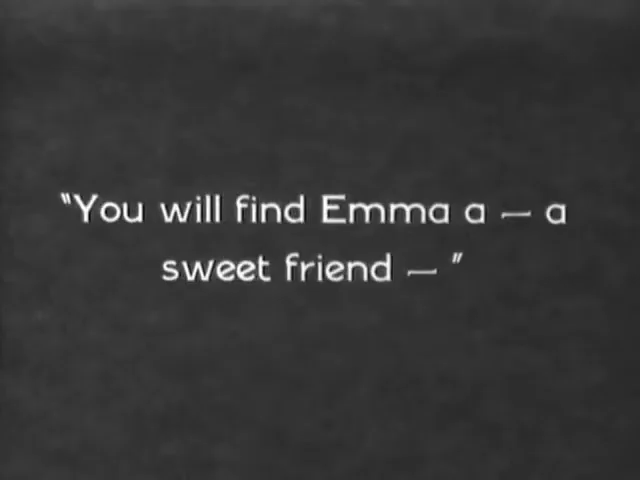 "You will find Emma a — a
sweet friend — "